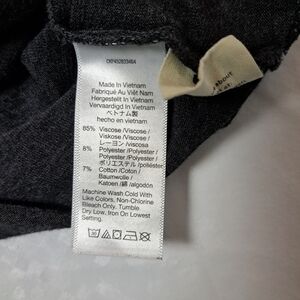 Made In Vietnam
Fabriqué Au Viêt Nam
Hergestellt In Vietnam
Vervaardigd In Vietnam
ベトナム製
hecho en vietnam
85% Viscose/Viscose/
Viskose/Viscose/
レーヨン/viscosa
8% Polyester/Polyester/
Polyester/Polyester/
ポリエステル/poliéster
7% Cotton/Coton/
Baumwolle/
Katoen/綿/algodón
Machine Wash Cold With
Like Colors, Non-Chlorine
Bleach Only. Tumble
Dry Low, Iron On Lowest
Setting.
about